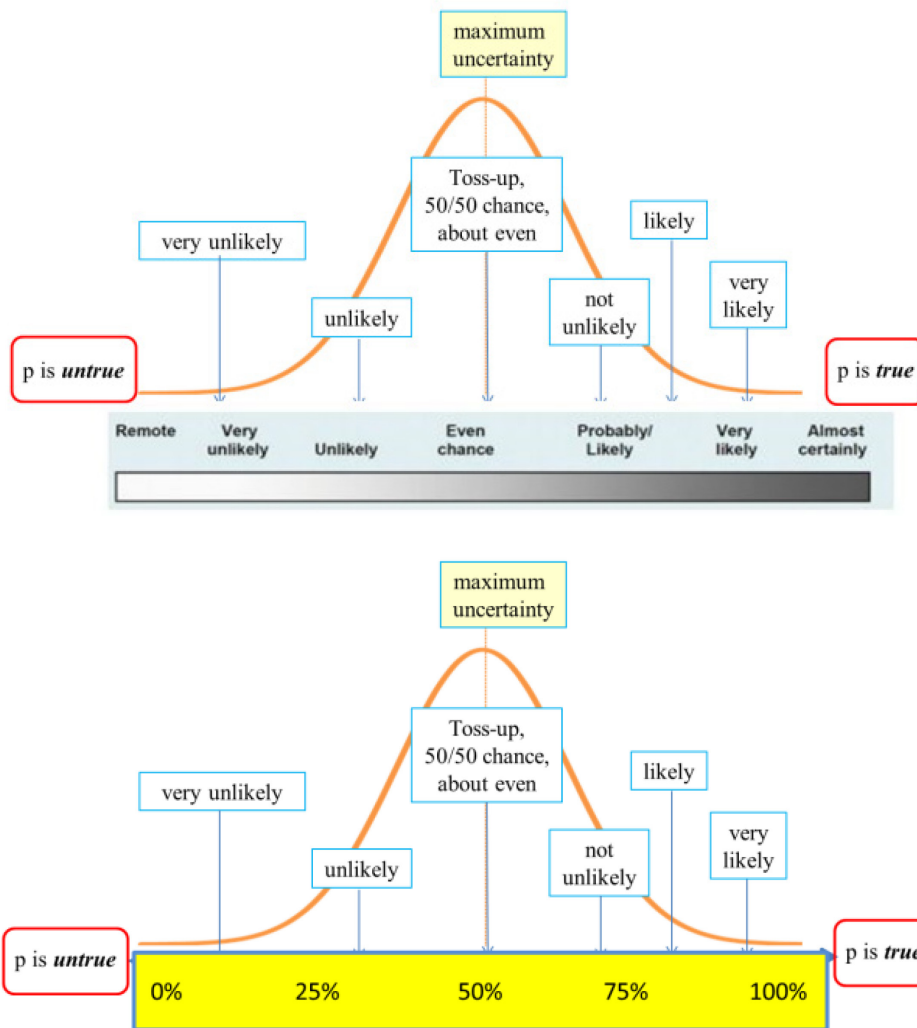 maximum
uncertainty
Toss-up,
50/50 chance,
about even
likely
very unlikely
very
likely
not
unlikely
unlikely
p is untrue
p is true
Remote
Very
unlikely
Unlikely
Even
chance
Probably/
Likely
Very
likely
Almost
certainly
maximum
uncertainty
Toss-up,
50/50 chance,
about even
likely
very unlikely
very
likely
not
unlikely
unlikely
p is untrue
p is true
0% 25% 50% 75% 100%